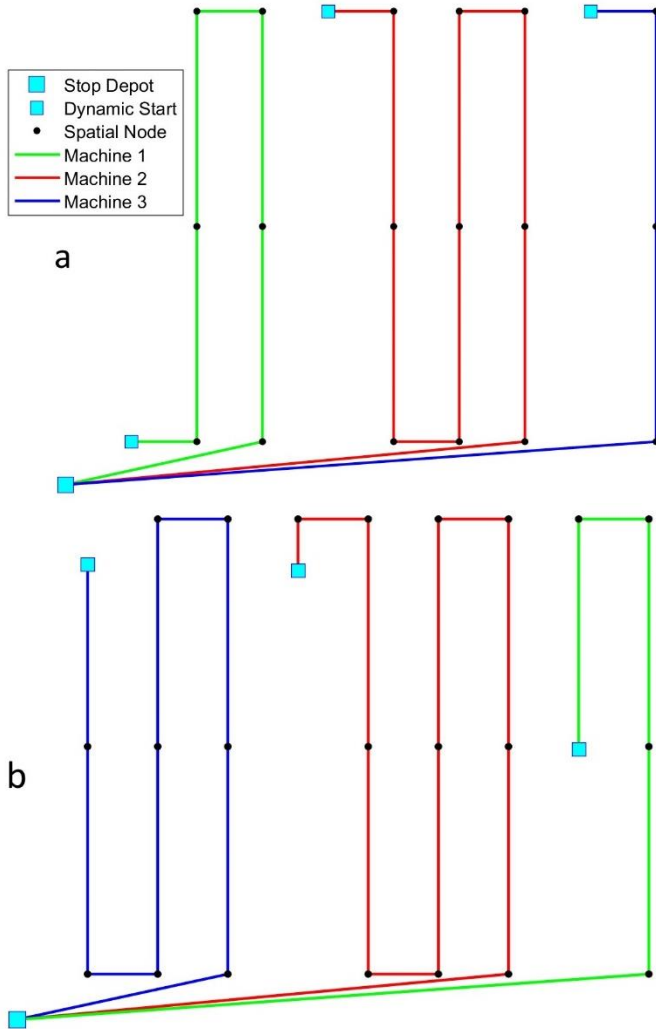 Stop Depot
Dynamic Start
Spatial Node
Machine 1
Machine 2
Machine 3
a
b